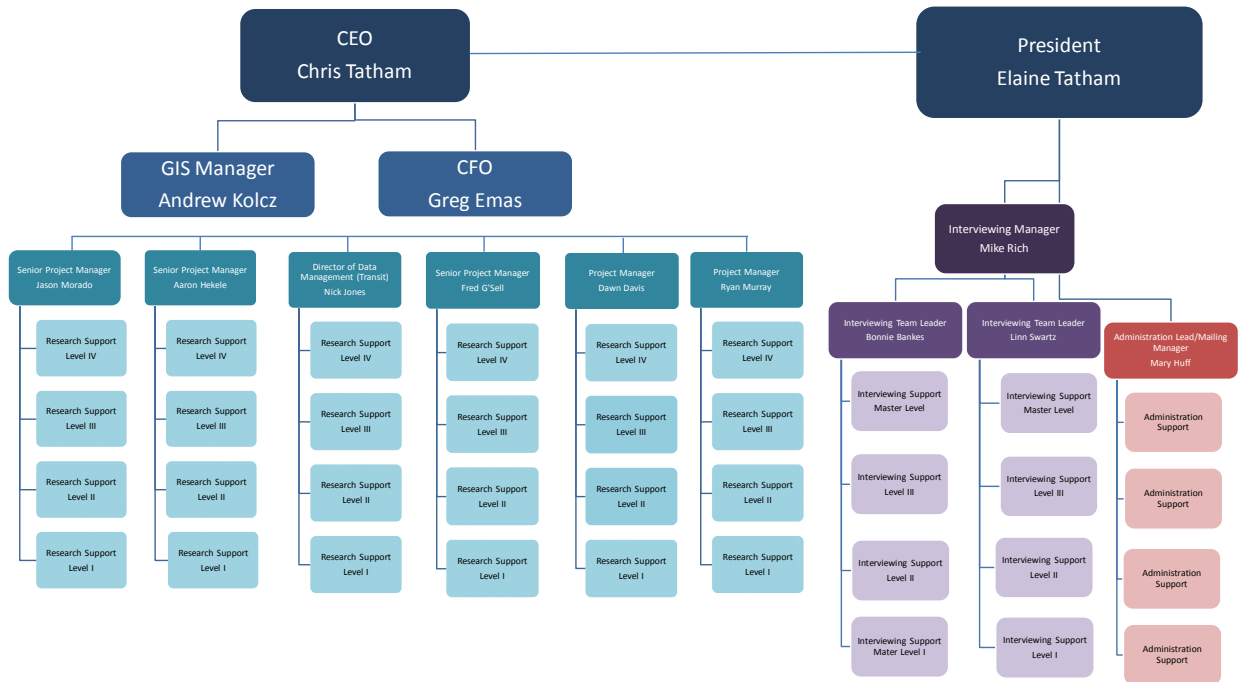 CEO
Chris Tatham
President
Elaine Tatham
GIS Manager
Andrew Kolcz
CFO
Greg Emas
Interviewing Manager
Mike Rich
Senior Project Manager
Jason Morado
Senior Project Manager
Aaron Hekele
Director of Data
Management (Transit)
Nick Jones
Senior Project Manager
Fred G'Sell
Project Manager
Dawn Davis
Project Manager
Ryan Murray
Interviewing Team Leader
Bonnie Bankes
Interviewing Team Leader
Linn Swartz
Administration Lead/Mailing
Manager
Mary Huff
Research Support
Level IV
Research Support
Level III
Research Support
Level II
Research Support
Level I
Research Support
Level IV
Research Support
Level III
Research Support
Level II
Research Support
Level I
Research Support
Level IV
Research Support
Level III
Research Support
Level II
Research Support
Level I
Research Support
Level IV
Research Support
Level III
Research Support
Level II
Research Support
Level I
Research Support
Level IV
Research Support
Level III
Research Support
Level II
Research Support
Level I
Research Support
Level IV
Research Support
Level III
Research Support
Level II
Research Support
Level I
Interviewing Support
Master Level
Interviewing Support
Level III
Interviewing Support
Level II
Interviewing Support
Mater Level I
Interviewing Support
Master Level
Interviewing Support
Level III
Interviewing Support
Level II
Interviewing Support
Level I
Administration
Support
Administration
Support
Administration
Support
Administration
Support